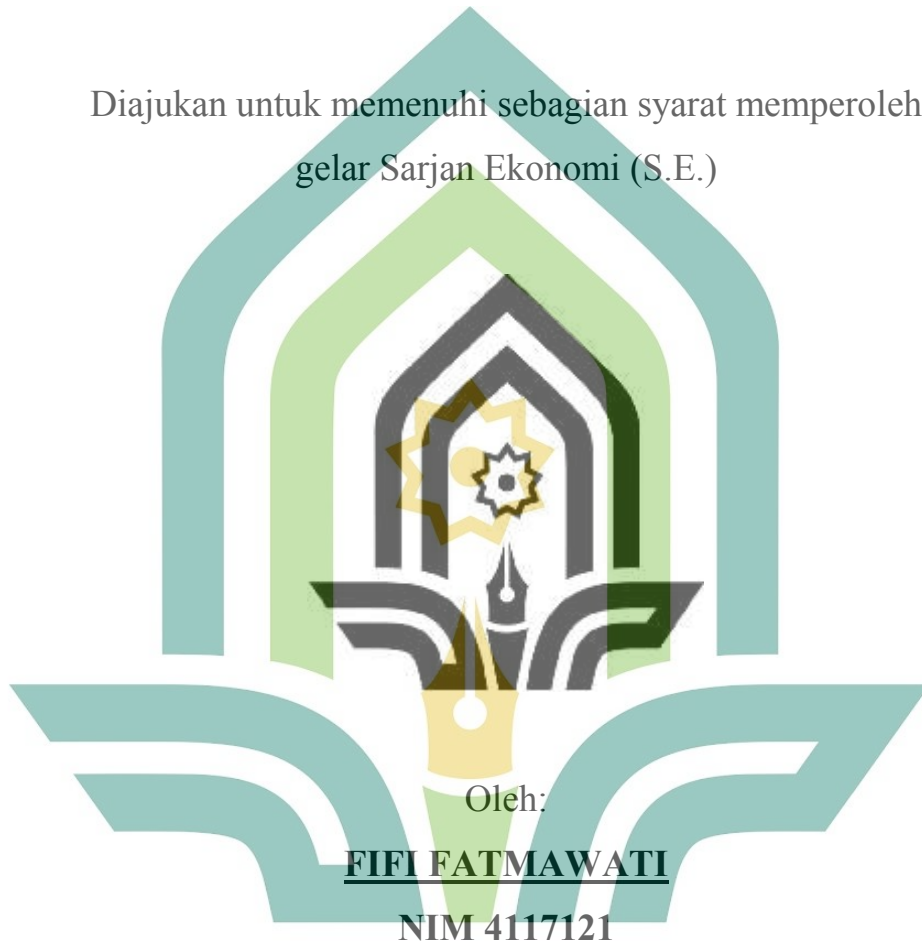 Diajukan untuk memenuhi sebagian syarat memperoleh
gelar Sarjan Ekonomi (S.E.)
Oleh:
FIFI FATMAWATI
NIM 4117121